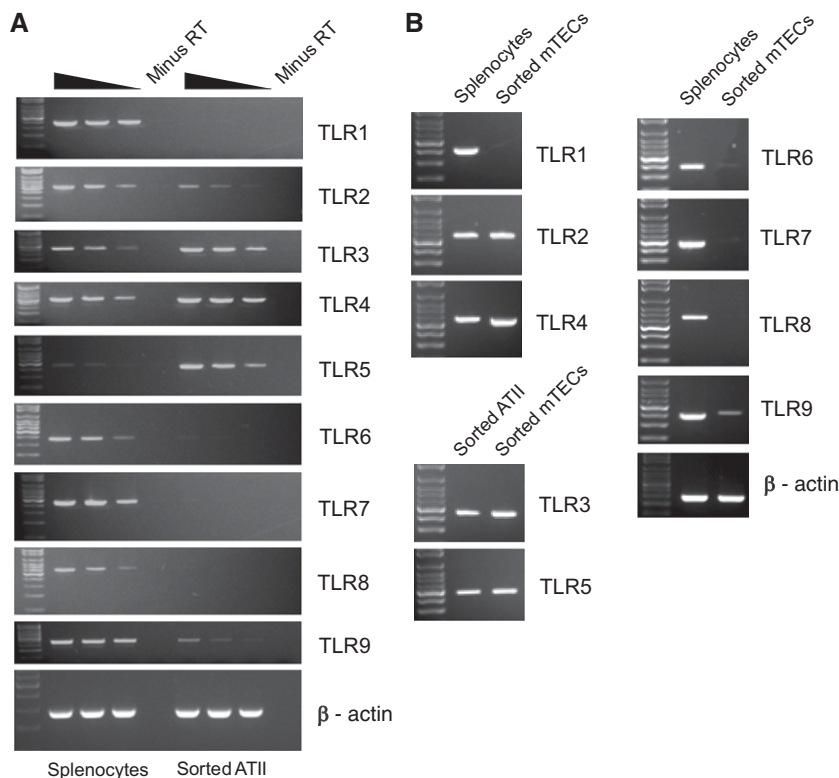 A
Minus RT
Minus RT
TLR1
TLR2
TLR3
TLR4
TLR5
TLR6
TLR7
TLR8
TLR9
β - actin
Splenocytes
Sorted ATII
B
Splenocytes
Sorted mTECs
TLR1
TLR2
TLR4
Sorted ATII
Sorted mTECs
TLR3
TLR5
Splenocytes
Sorted mTECs
TLR6
TLR7
TLR8
TLR9
β - actin